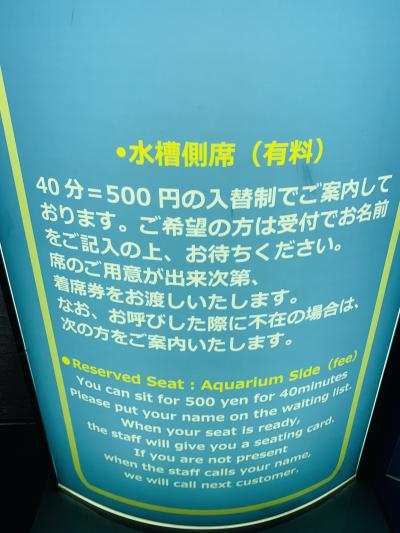 ●水槽側席（有料）
40分＝500円の入替制でご案内して
おります。ご希望の方は受付でお名前
をご記入の上、お待ちください。
席のご用意が出来次第、
着席券をお渡しいたします。
なお、お呼びした際に不在の場合は、
次の方をご案内いたします。
●Reserved Seat : Aquarium Side (fee)
You can sit for 500 yen for 40minutes
Please put your name on the waiting list.
When your seat is ready,
the staff will give you a seating card.
If you are not present
when the staff calls your name,
we will call next customer.